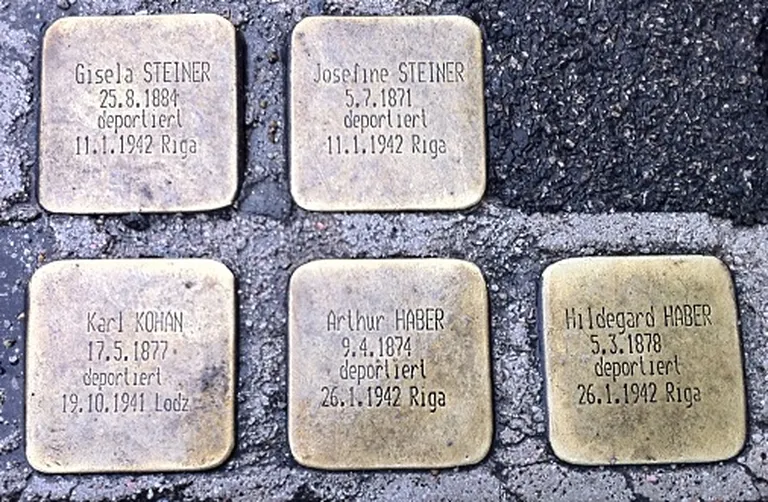 Gisela STEINER
25.8.1884
deportiert
11.1.1942 Riga
Josefine STEINER
5.7.1871
deportiert
11.1.1942 Riga
Karl KOHAN
17.5.1877
deportiert
19.10.1941 Lodz
Arthur HABER
9.4.1874
deportiert
26.1.1942 Riga
Hildegard HABER
5.3.1878
deportiert
26.1.1942 Riga